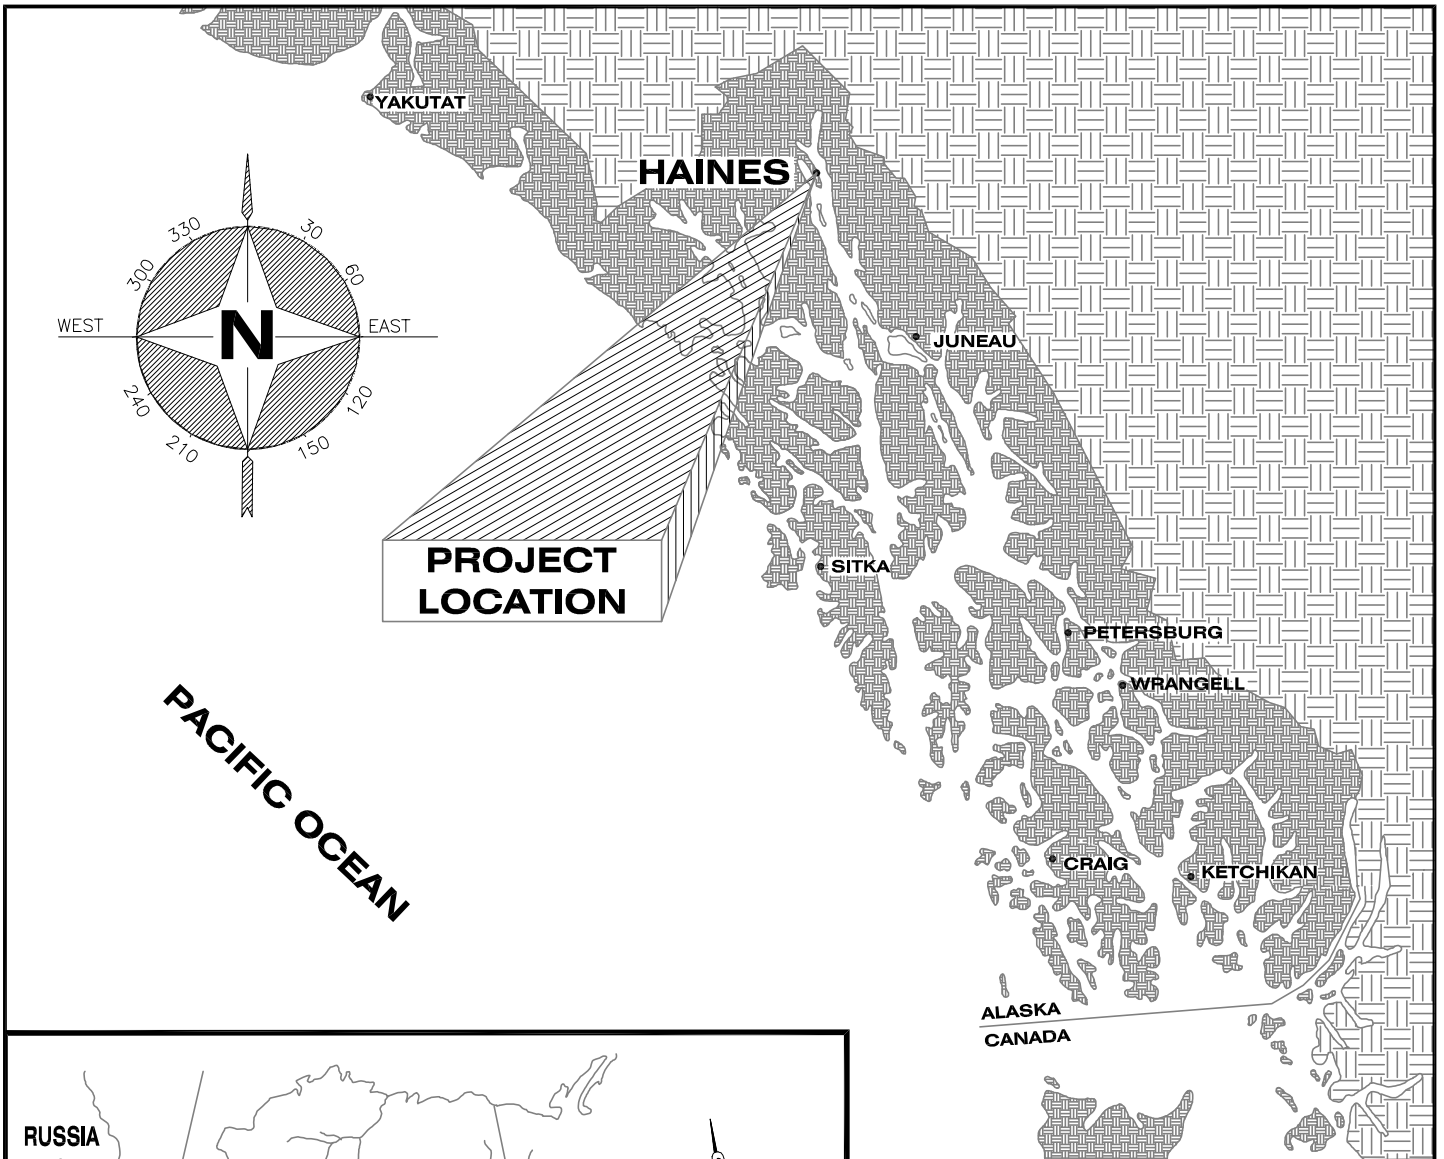 YAKUTAT
HAINES
330
30
300
60
WEST
N
EAST
240
120
210
150
JUNEAU
PROJECT
LOCATION
SITKA
PETERSBURG
WRANGELL
PACIFIC OCEAN
CRAIG
KETCHIKAN
ALASKA
CANADA
RUSSIA